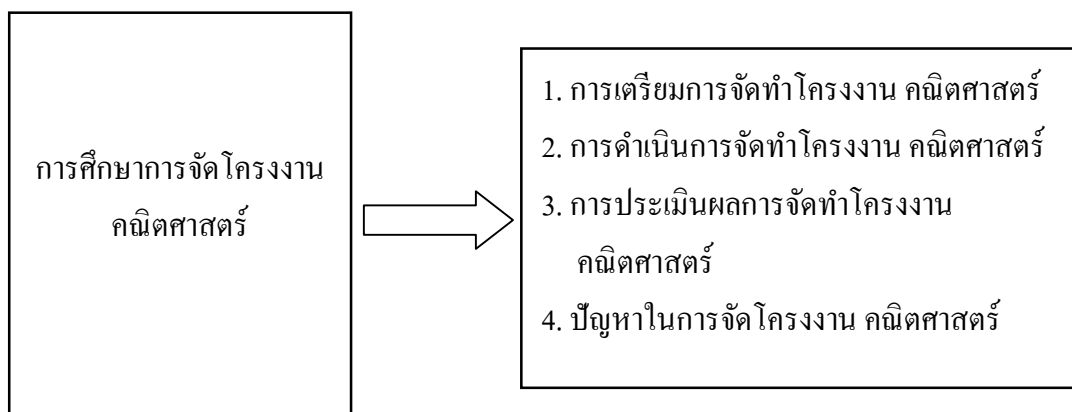 การศึกษาการจัดโครงงาน
คณิตศาสตร์
1. การเตรียมการจัดทำโครงงาน คณิตศาสตร์
2. การดำเนินการจัดทำโครงงาน คณิตศาสตร์
3. การประเมินผลการจัดทำโครงงาน
คณิตศาสตร์
4. ปัญหาในการจัดโครงงาน คณิตศาสตร์